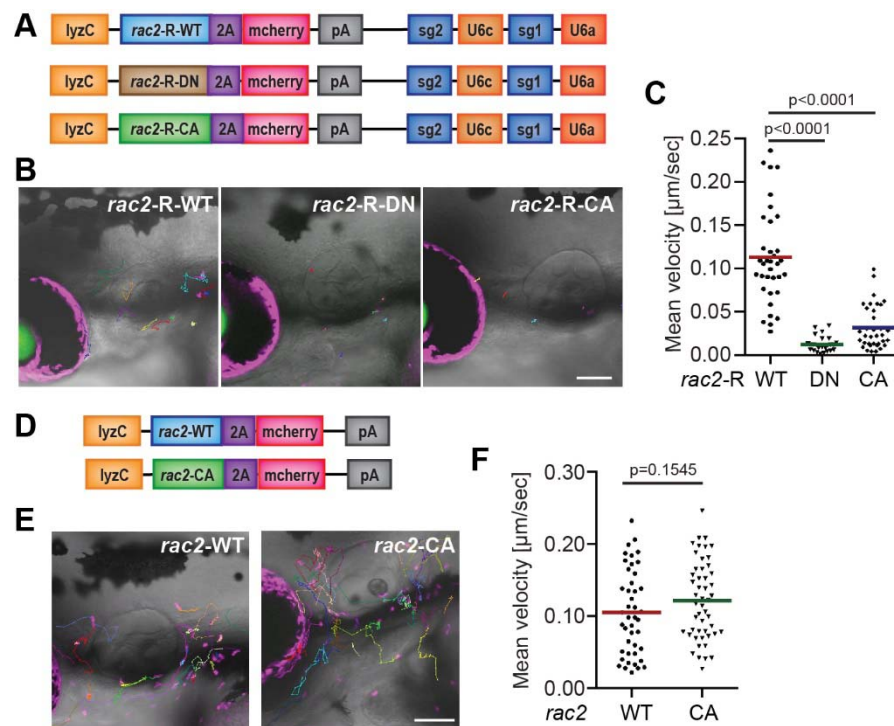 A
lyzC rac2-R-WT 2A mcherry pA sg2 U6c sg1 U6a
lyzC rac2-R-DN 2A mcherry pA sg2 U6c sg1 U6a
lyzC rac2-R-CA 2A mcherry pA sg2 U6c sg1 U6a
B
rac2-R-WT rac2-R-DN rac2-R-CA
C
p<0.0001
p<0.0001
Mean velocity [µm/sec]
0.25
0.20
0.15
0.10
0.05
0.00
rac2-R WT DN CA
D
lyzC rac2-WT 2A mcherry pA
lyzC rac2-CA 2A mcherry pA
E
rac2-WT rac2-CA
F
p=0.1545
Mean velocity [µm/sec]
0.30
0.20
0.10
0.00
rac2 WT CA